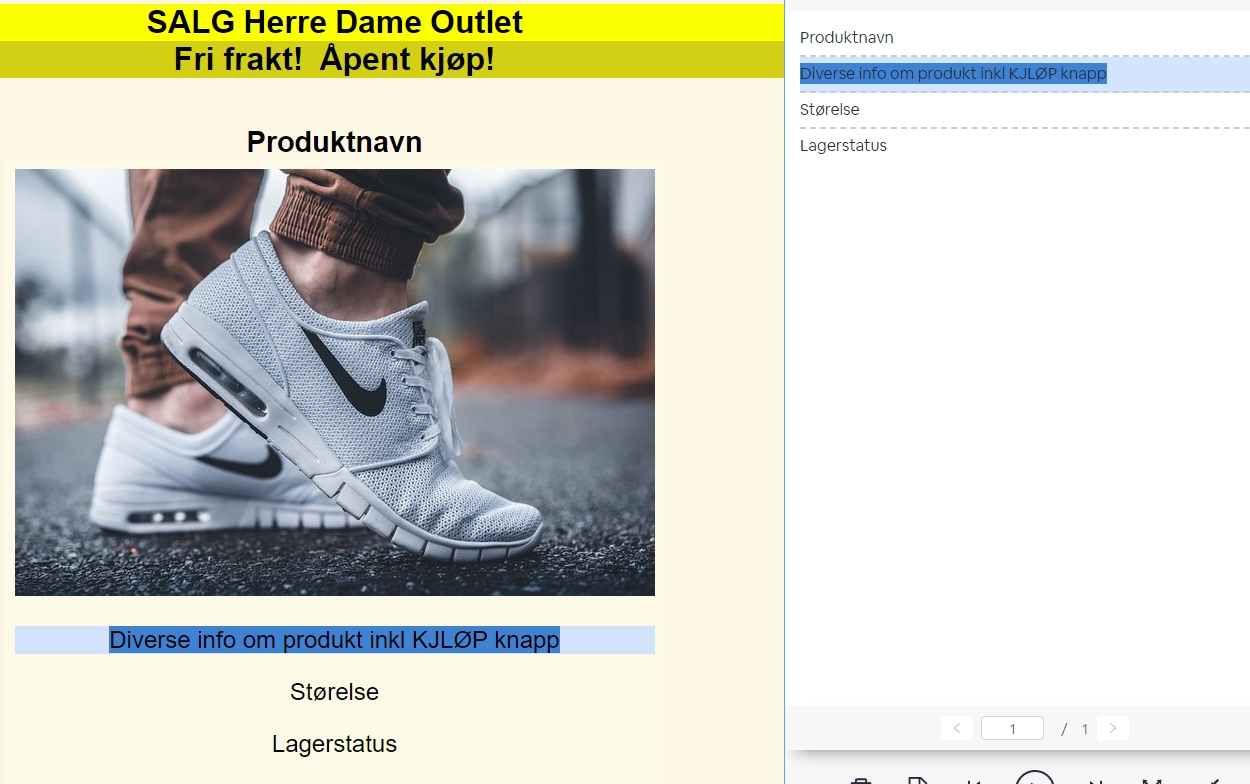 SALG Herre Dame Outlet
Fri frakt!  Åpent kjøp!
Produktnavn
Diverse info om produkt inkl KJLØP knapp
Størelse
Lagerstatus
Produktnavn
Diverse info om produkt inkl KJLØP knapp
Størelse
Lagerstatus
1 / 1